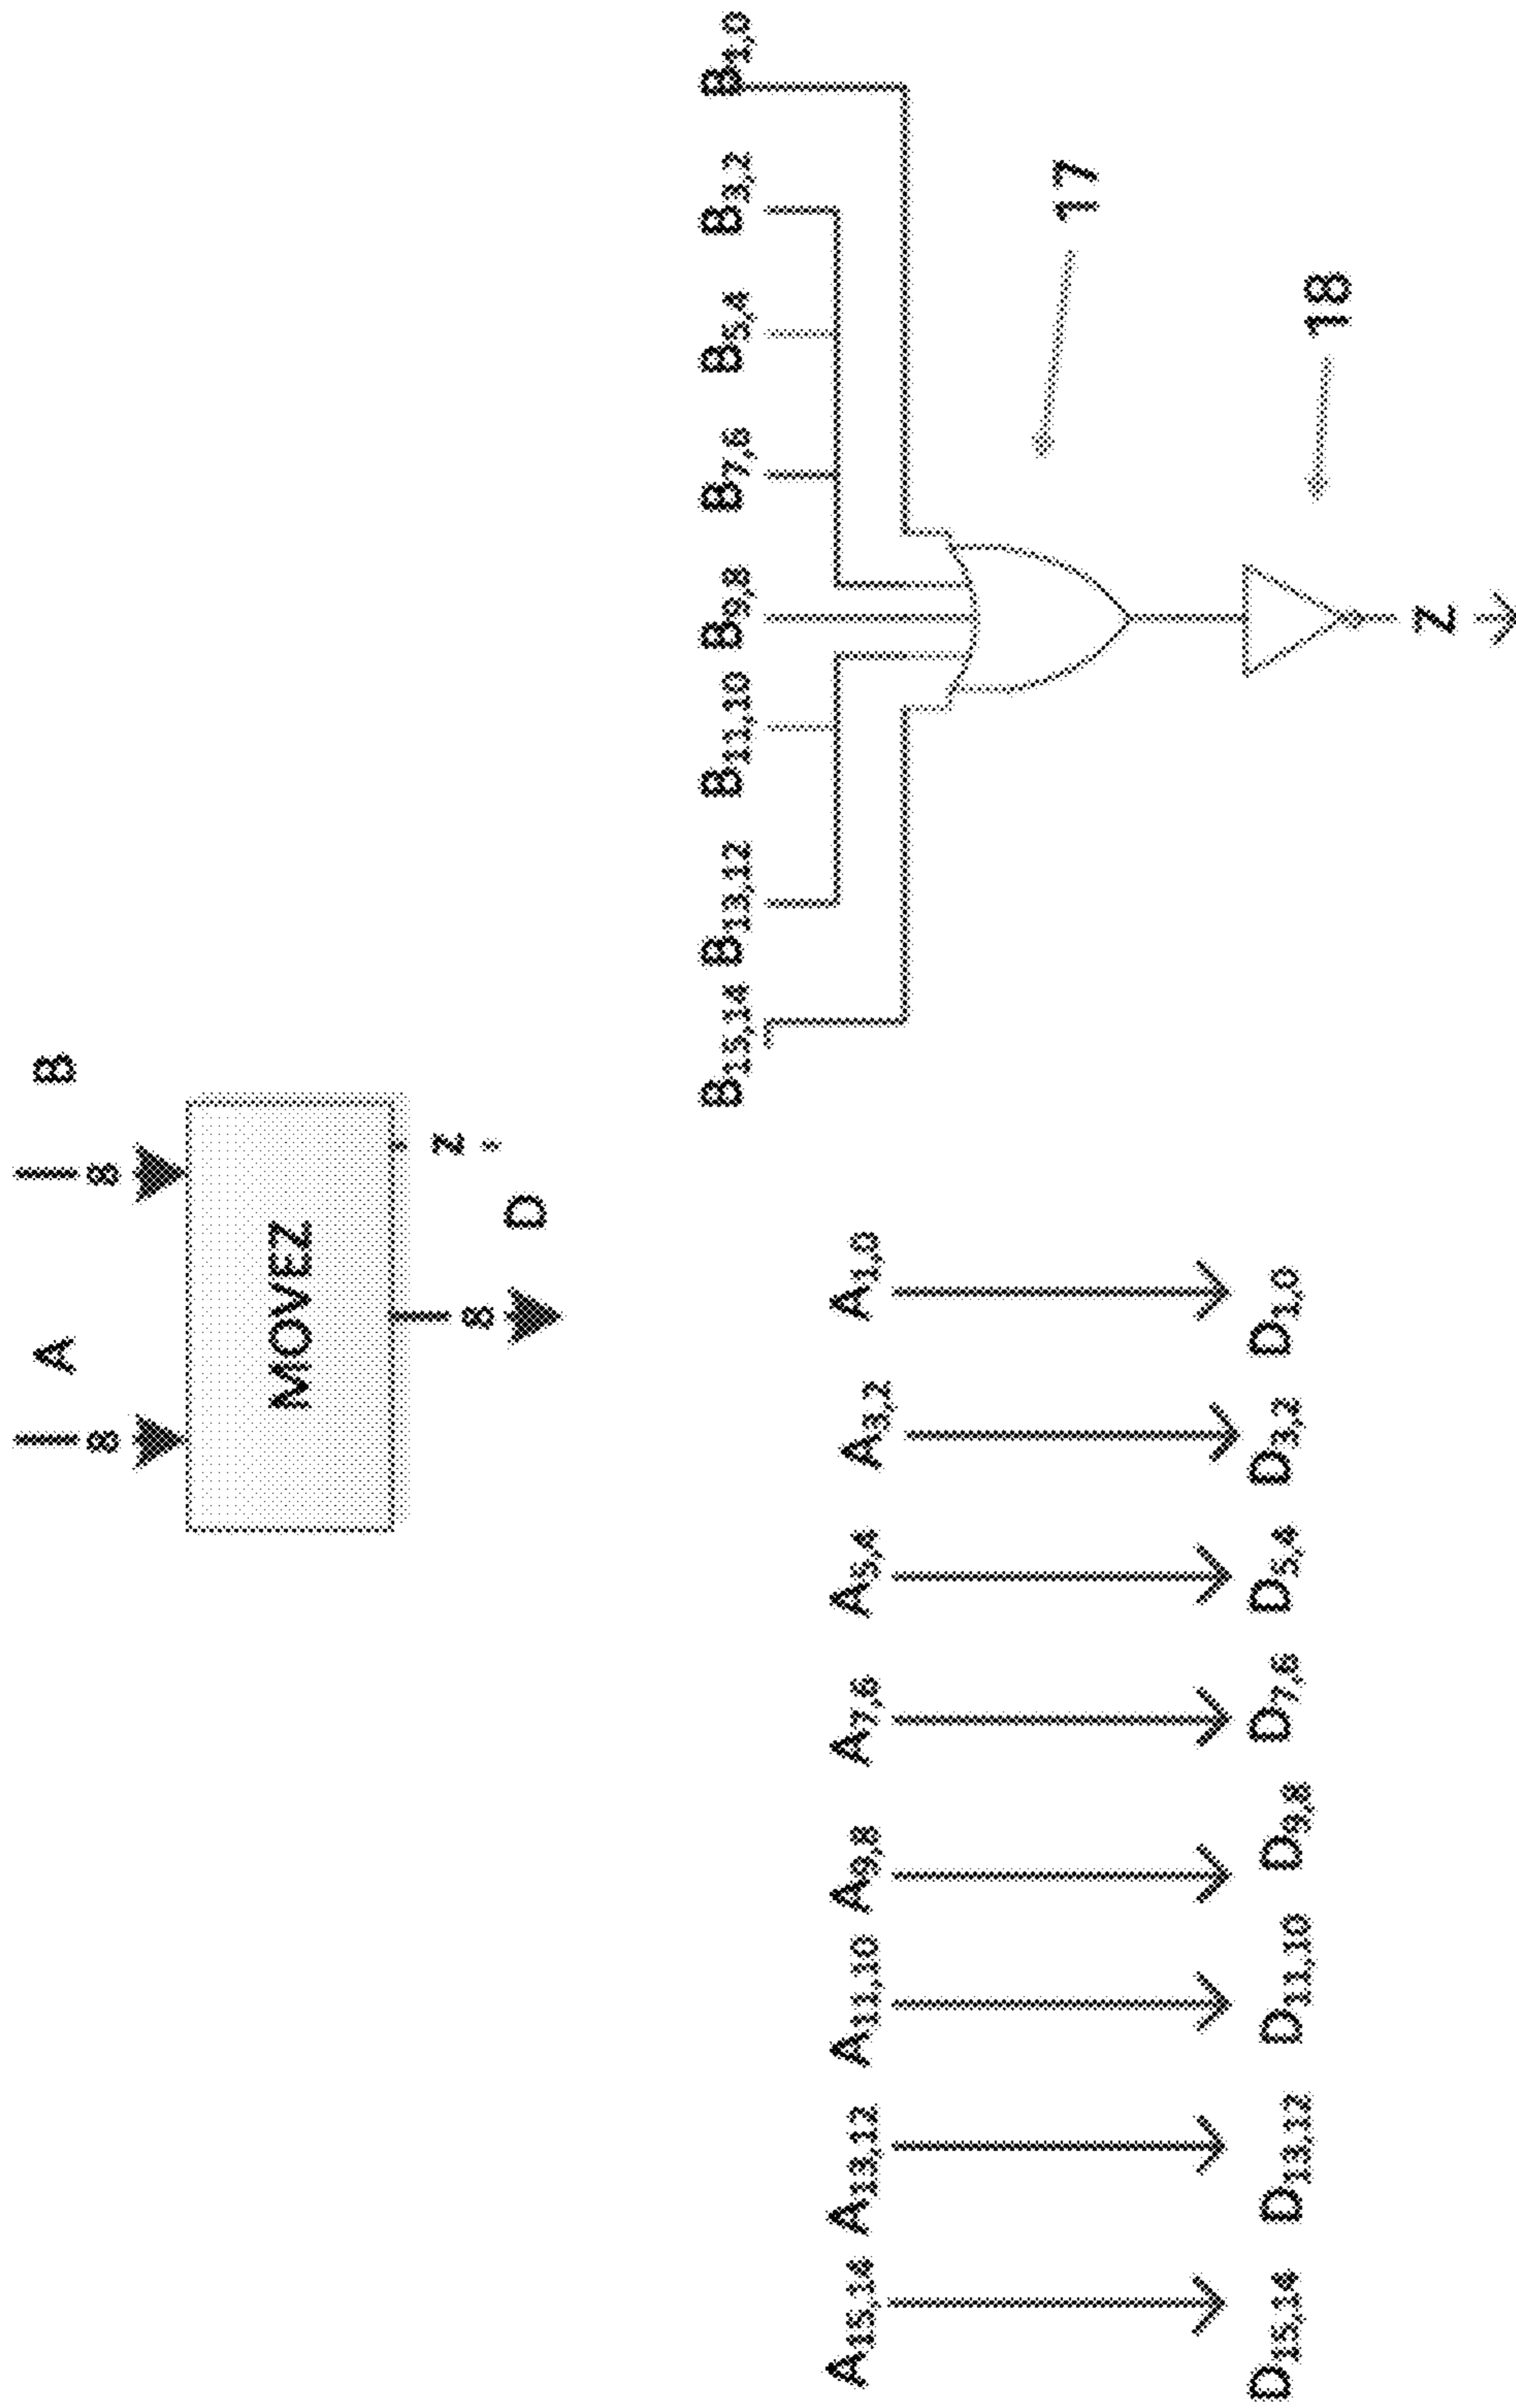 A B
8 8
MOVEZ
8 Z
D
B₁₅,₁₄ B₁₃,₁₂ B₁₁,₁₀ B₉,₈ B₇,₆ B₅,₄ B₃,₂ B₁,₀
17
18
Z
A₁₅,₁₄ A₁₃,₁₂ A₁₁,₁₀ A₉,₈ A₇,₆ A₅,₄ A₃,₂ A₁,₀
D₁₅,₁₄ D₁₃,₁₂ D₁₁,₁₀ D₉,₈ D₇,₆ D₅,₄ D₃,₂ D₁,₀